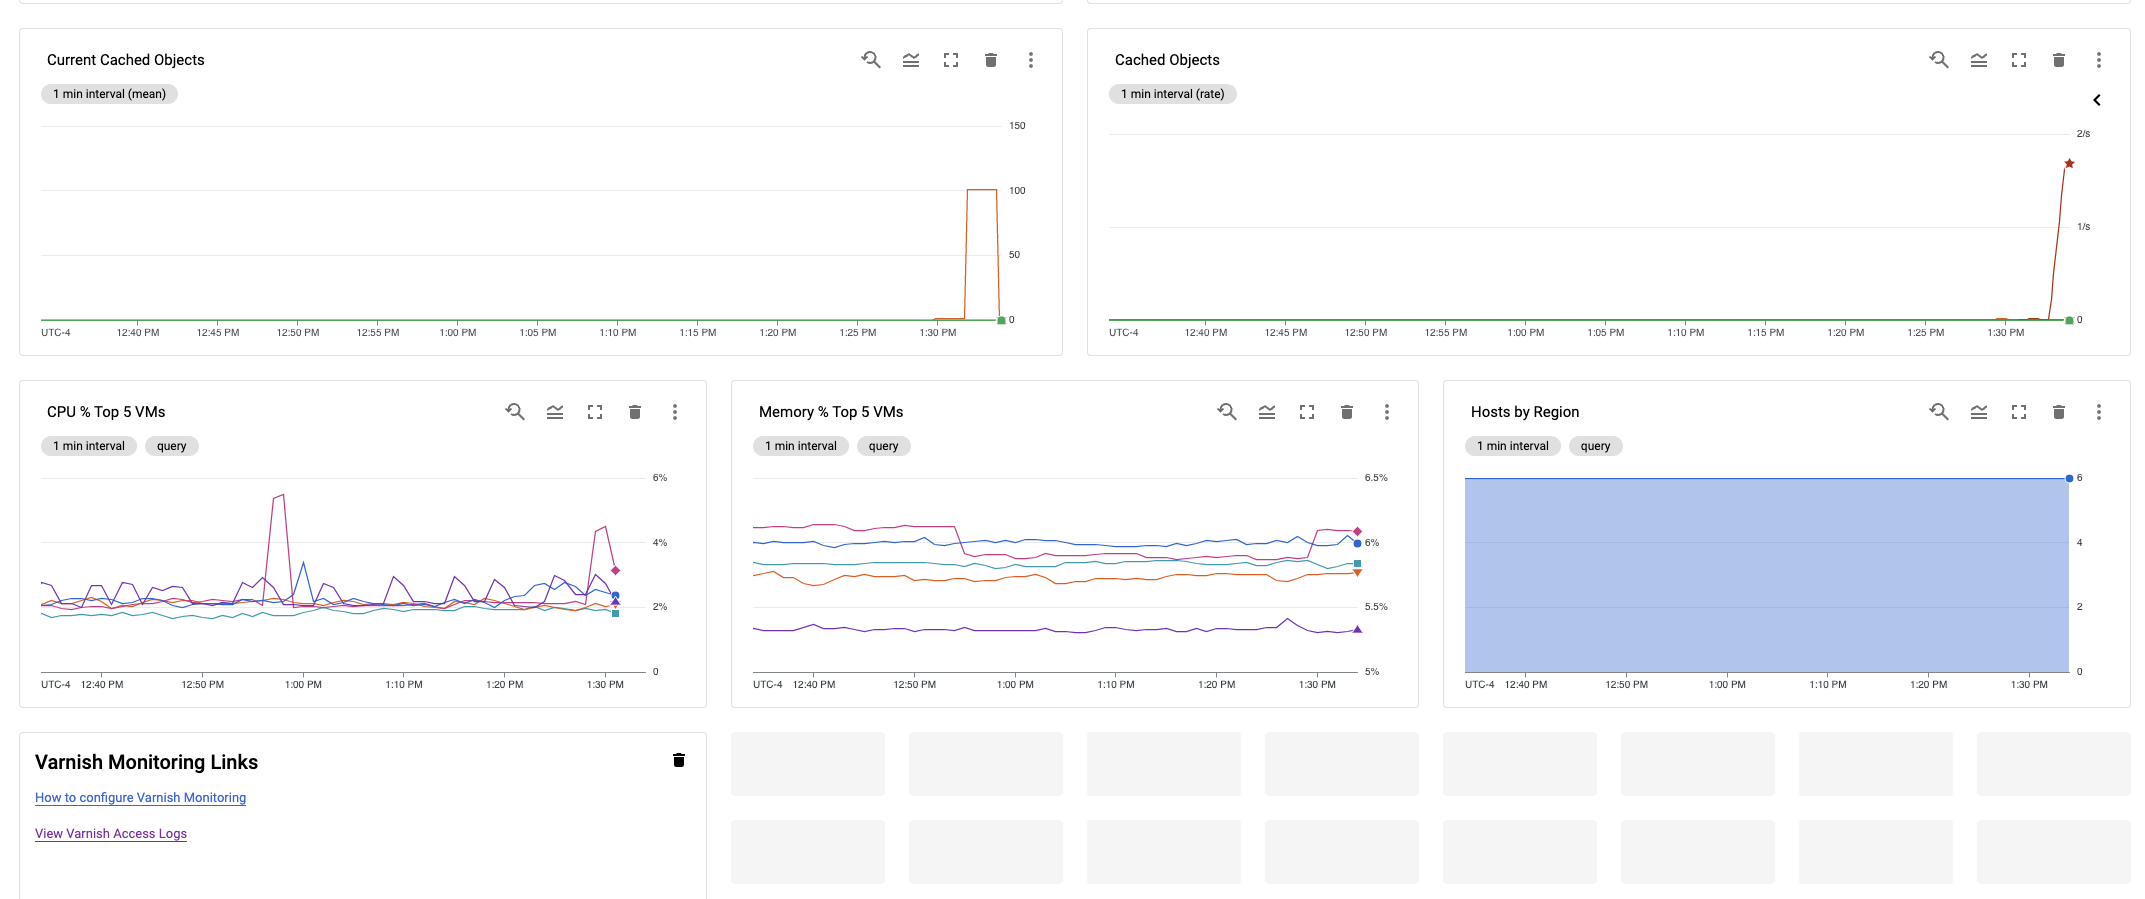 Current Cached Objects
1 min interval (mean)
150
100
50
0
UTC-4 12:40 PM 12:45 PM 12:50 PM 12:55 PM 1:00 PM 1:05 PM 1:10 PM 1:15 PM 1:20 PM 1:25 PM 1:30 PM
Cached Objects
1 min interval (rate)
2/s
1/s
0
UTC-4 12:40 PM 12:45 PM 12:50 PM 12:55 PM 1:00 PM 1:05 PM 1:10 PM 1:15 PM 1:20 PM 1:25 PM 1:30 PM
CPU % Top 5 VMs
1 min interval query
6%
4%
2%
0
UTC-4 12:40 PM 12:50 PM 1:00 PM 1:10 PM 1:20 PM 1:30 PM
Memory % Top 5 VMs
1 min interval query
6.5%
6%
5.5%
5%
UTC-4 12:40 PM 12:50 PM 1:00 PM 1:10 PM 1:20 PM 1:30 PM
Hosts by Region
1 min interval query
6
4
2
0
UTC-4 12:40 PM 12:50 PM 1:00 PM 1:10 PM 1:20 PM 1:30 PM
Varnish Monitoring Links
How to configure Varnish Monitoring
View Varnish Access Logs